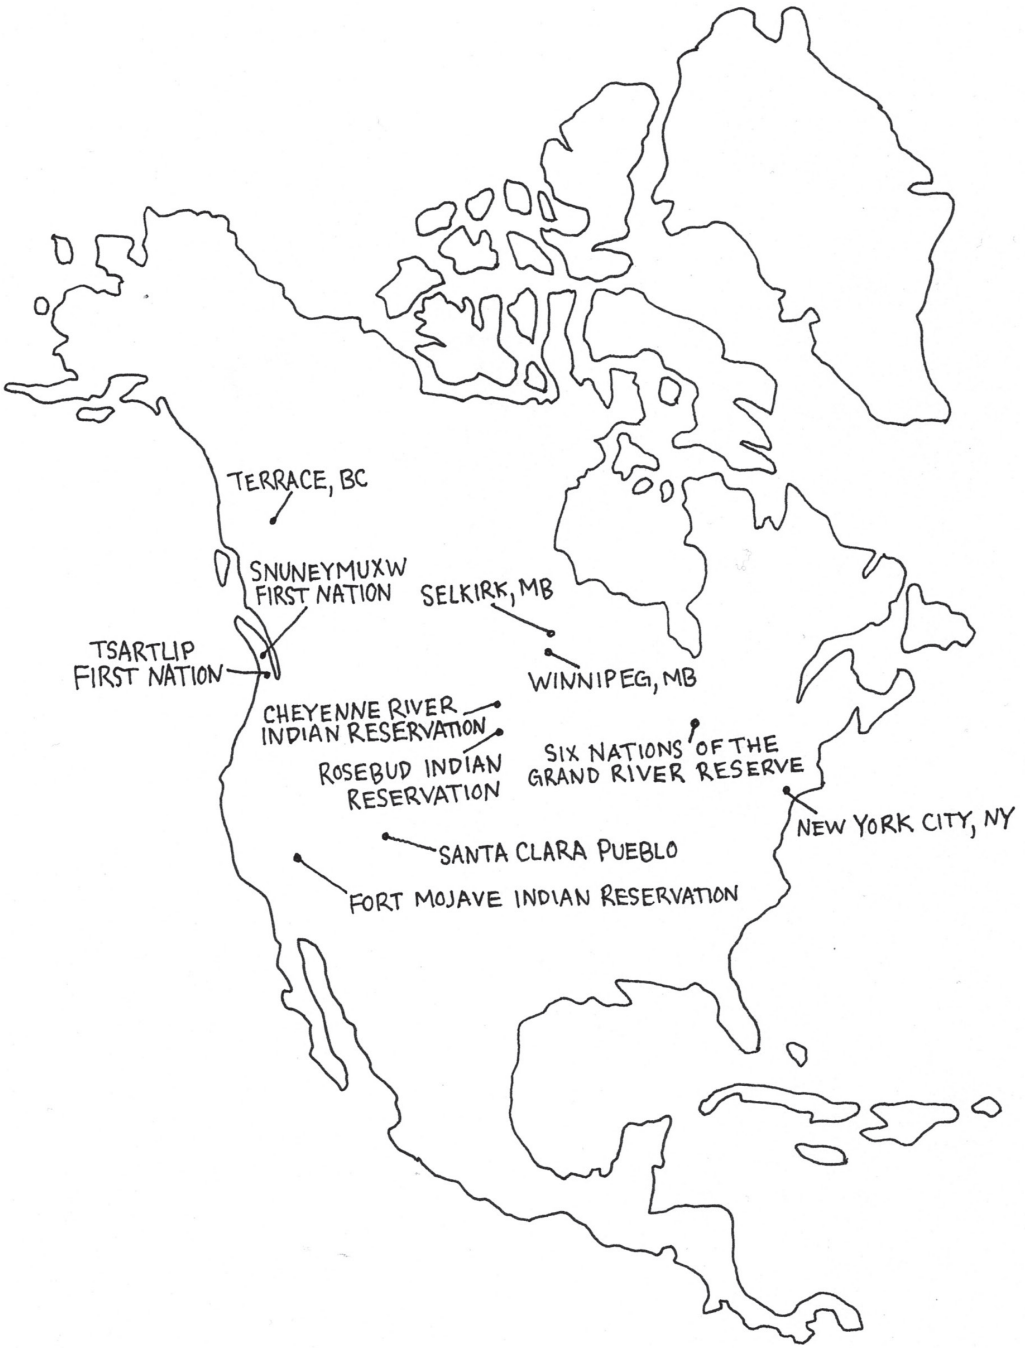 TERRACE, BC
SNUNEYMUXW
FIRST NATION
SELKIRK, MB
TSARTLIP
FIRST NATION
WINNIPEG, MB
CHEYENNE RIVER
INDIAN RESERVATION
SIX NATIONS OF THE
GRAND RIVER RESERVE
ROSEBUD INDIAN
RESERVATION
NEW YORK CITY, NY
SANTA CLARA PUEBLO
FORT MOJAVE INDIAN RESERVATION